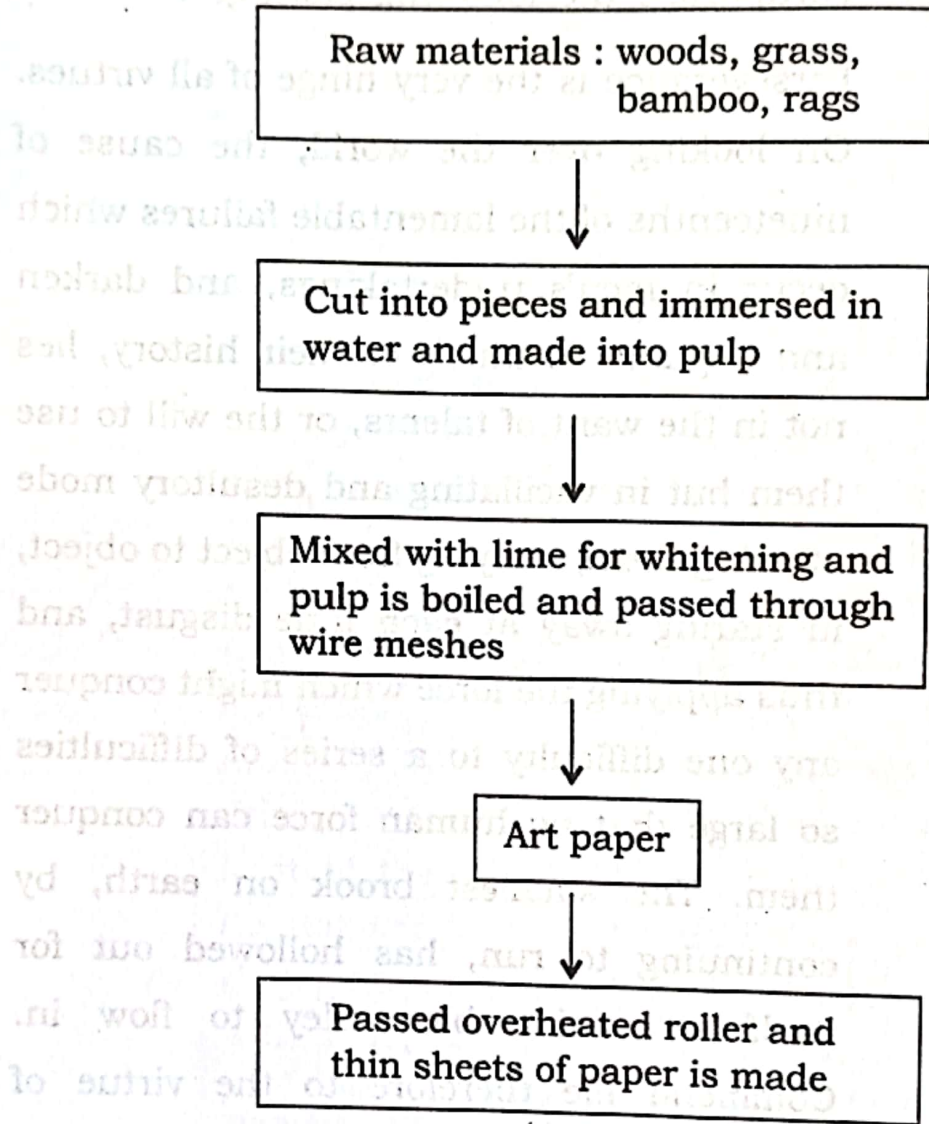 Raw materials : woods, grass,
bamboo, rags
Cut into pieces and immersed in
water and made into pulp
Mixed with lime for whitening and
pulp is boiled and passed through
wire meshes
Art paper
Passed overheated roller and
thin sheets of paper is made